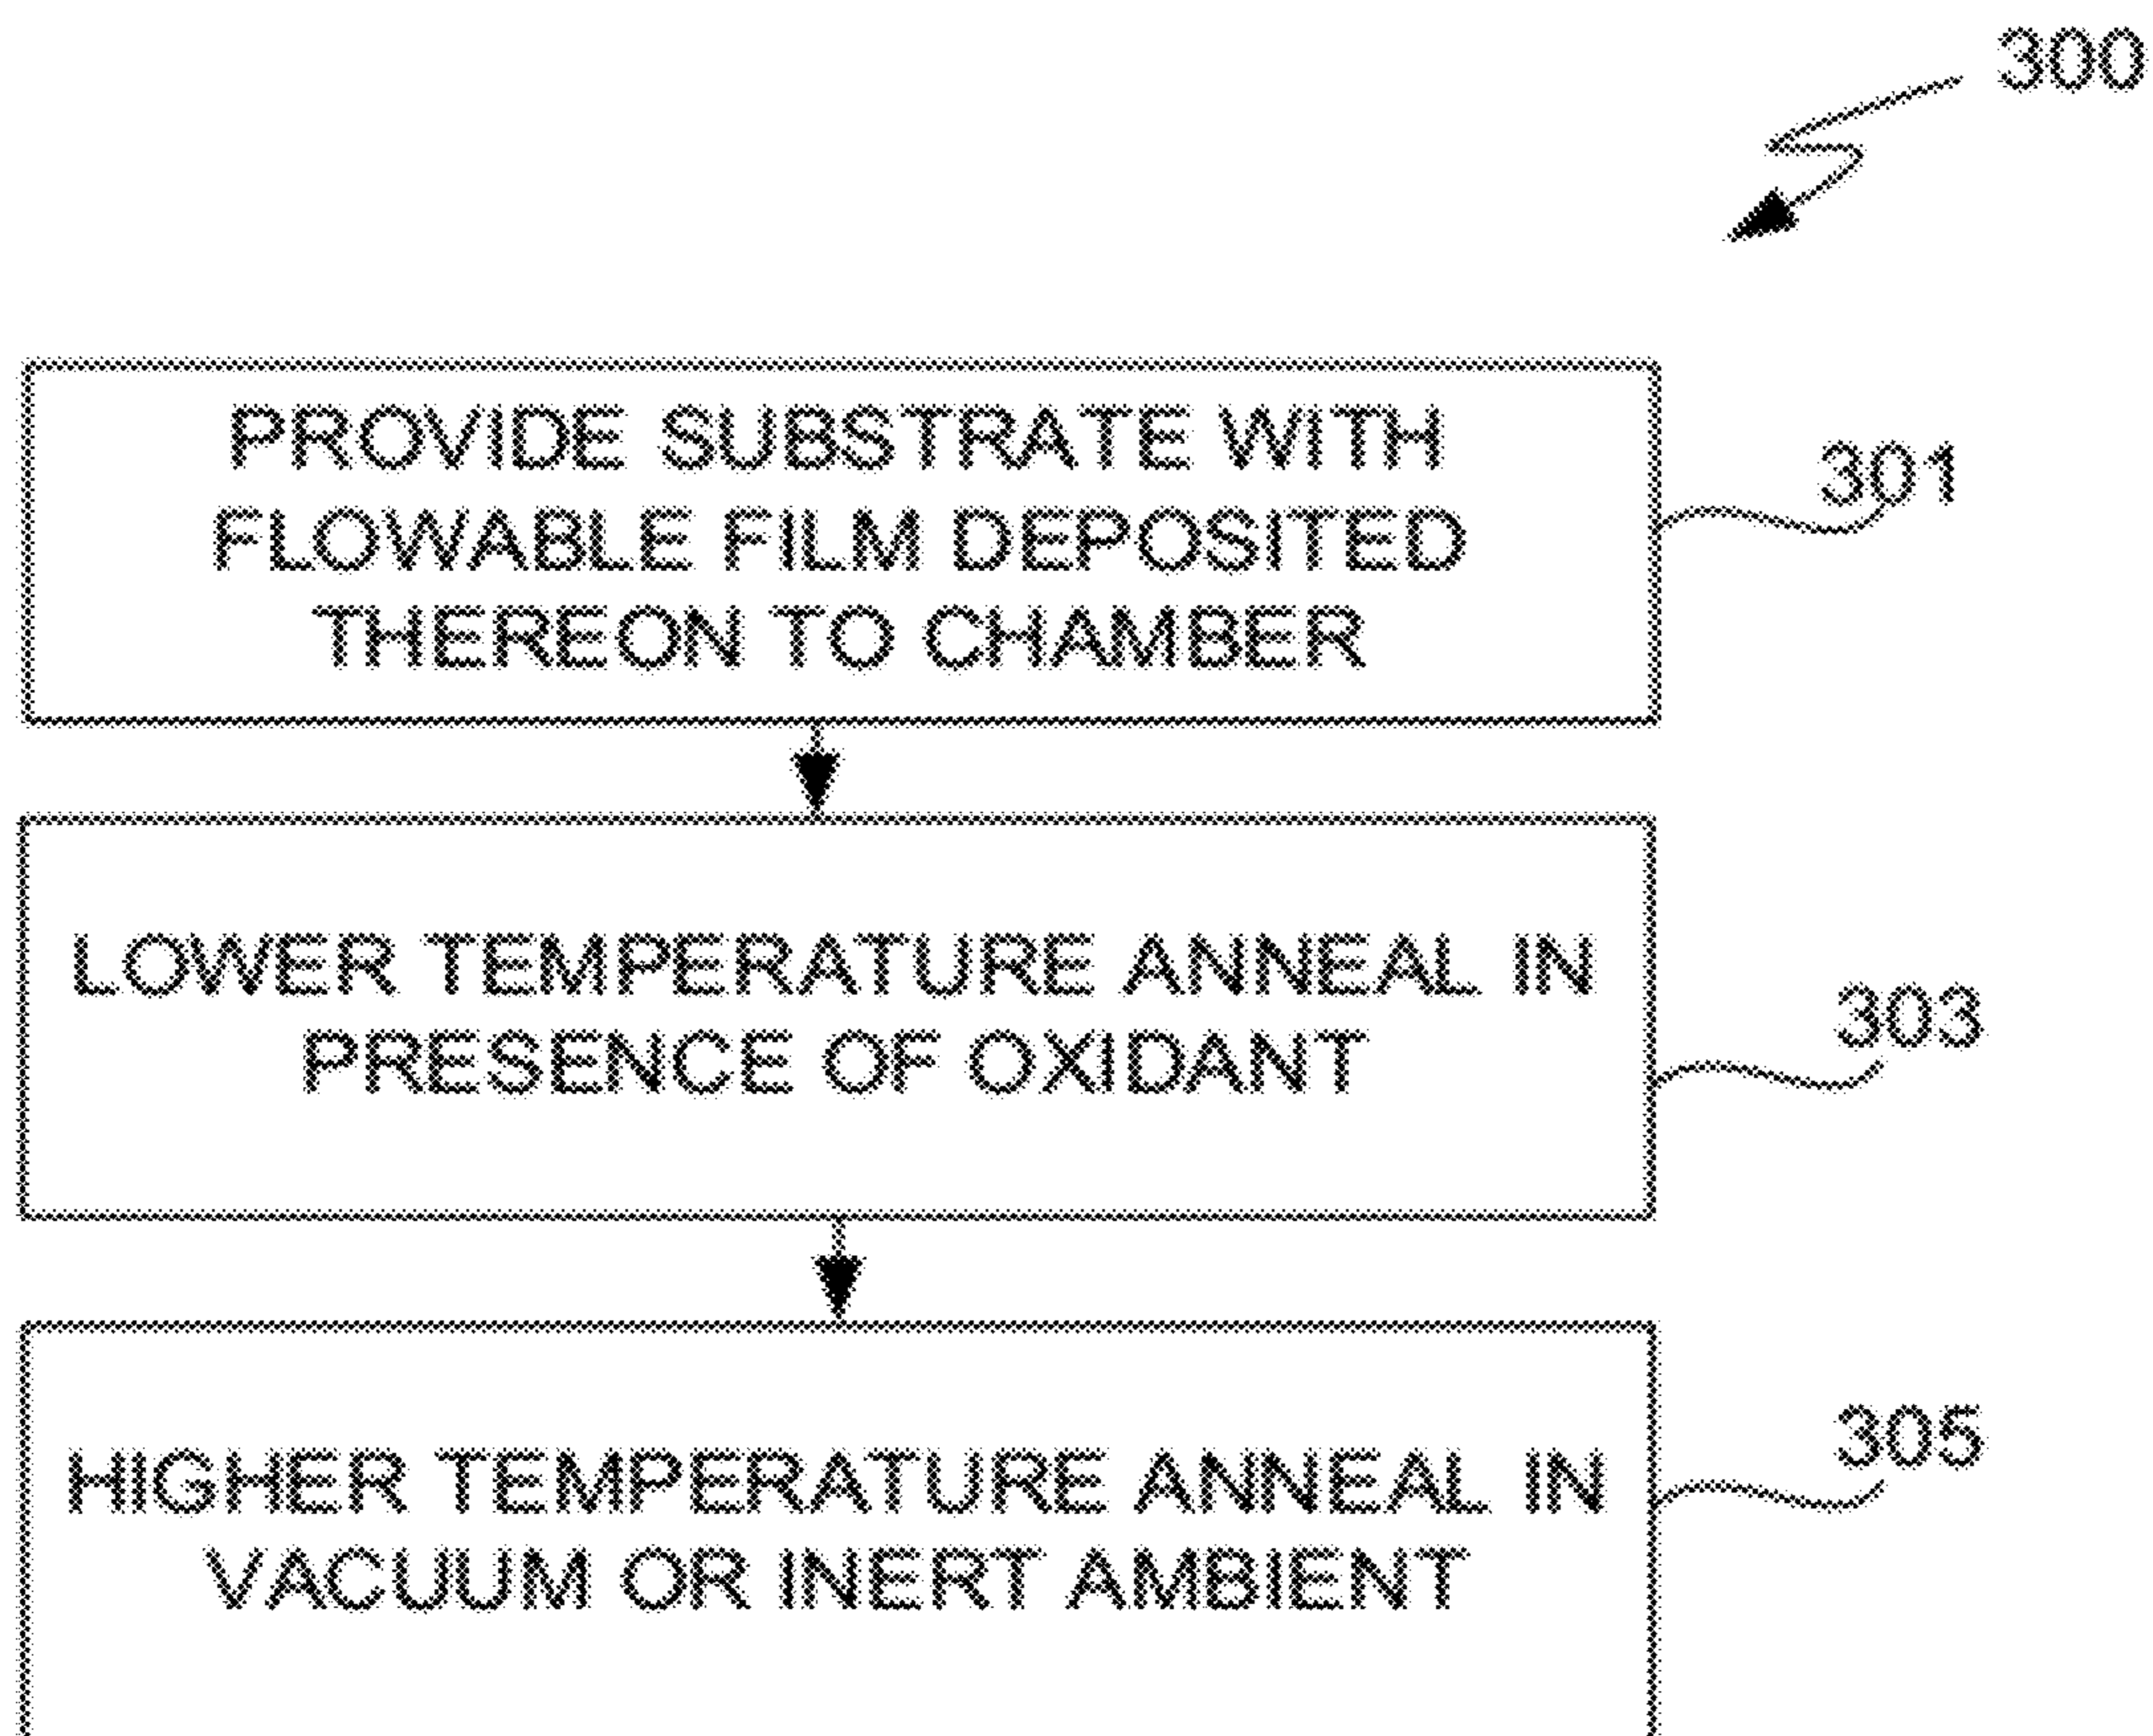 300
PROVIDE SUBSTRATE WITH
FLOWABLE FILM DEPOSITED
THEREON TO CHAMBER
301
LOWER TEMPERATURE ANNEAL IN
PRESENCE OF OXIDANT
303
HIGHER TEMPERATURE ANNEAL IN
VACUUM OR INERT AMBIENT
305